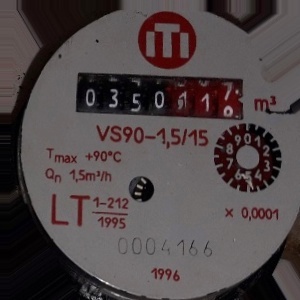 m
0350117 m³
VS90-1,5/15
Tmax +90°C
Qn 1,5m³/h
LT 1-212
1995
x 0,0001
0004166
1996